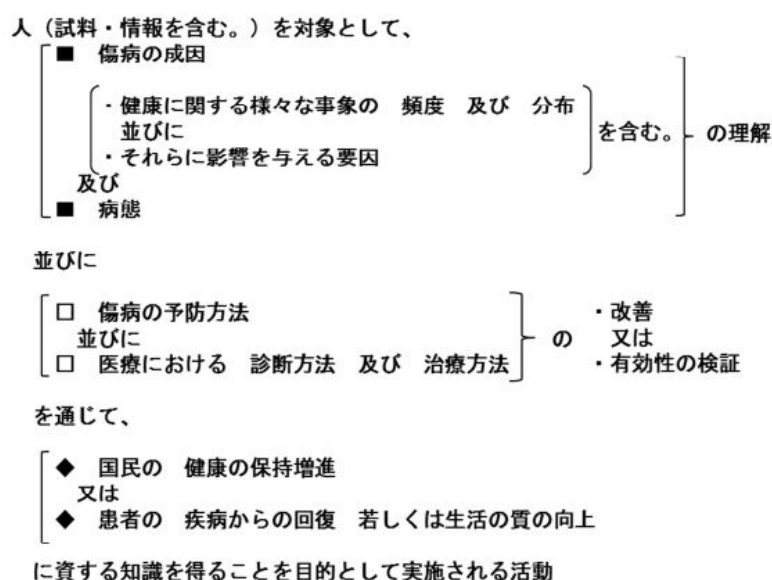 人（試料・情報を含む。）を対象として、
■ 傷病の成因
・健康に関する様々な事象の 頻度 及び 分布
並びに
・それらに影響を与える要因
を含む。
及び
■ 病態
の理解
並びに
□ 傷病の予防方法
並びに
□ 医療における 診断方法 及び 治療方法
の
・改善
又は
・有効性の検証
を通じて、
◆ 国民の 健康の保持増進
又は
◆ 患者の 疾病からの回復 若しくは生活の質の向上
に資する知識を得ることを目的として実施される活動